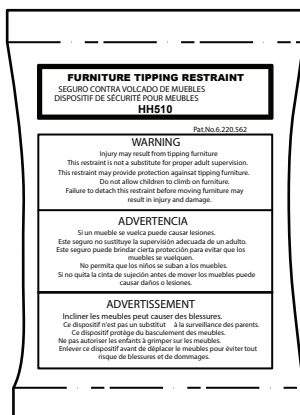 FURNITURE TIPPING RESTRAINT
SEGURO CONTRA VOLCADO DE MUEBLES
DISPOSITIF DE SÉCURITÉ POUR MEUBLES
HH510
Pat.No.6.220.562
WARNING
Injury may result from tipping furniture
This restraint is not a substitute for proper adult supervision.
This restraint may provide protection againsat tipping furniture.
Do not allow children to climb on furniture.
Failure to detach this restraint before moving furniture may
result in injury and damage.
ADVERTENCIA
Si un mueble se vuelca puede causar lesiones.
Este seguro no sustituye la supervisión adecuada de un adulto.
Este seguro puede brindar cierta protección para evitar que los
muebles se vuelquen.
No permita que los niños se suban a los muebles.
Si no quita la cinta de sujeción antes de mover los muebles puede
causar daños o lesiones.
ADVERTISSEMENT
Incliner les meubles peut causer des blessures.
Ce dispositif n'est pas un substitut à la surveillance des parents.
Ce dispositif protége du basculement des meubles.
Ne pas autoriser les enfants à grimper sur les meubles.
Enlever ce dispositif avant de déplacer le meubles pour éviter tout
risque de blessures et de dommages.